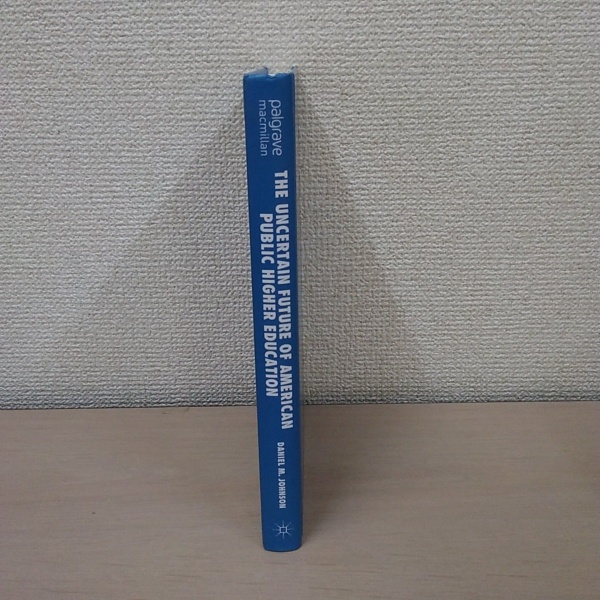 palgrave
macmillan
THE UNCERTAIN FUTURE OF AMERICAN
PUBLIC HIGHER EDUCATION
DANIEL M. JOHNSON